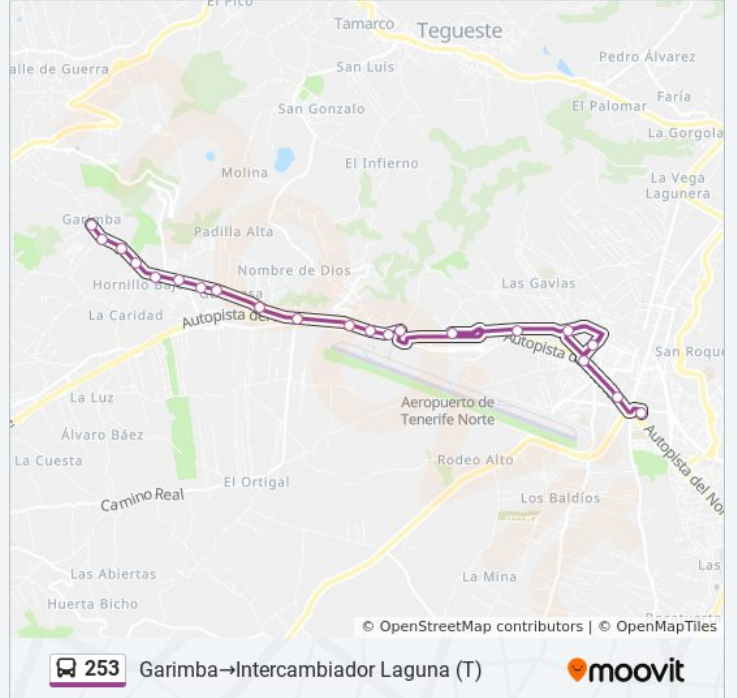 El Pico
Tamarco
Tegueste
Pedro Álvarez
alle de Guerra
San Luis
Faría
El Palomar
San Gonzalo
La Gorgola
El Infierno
Molina
La Vega
Lagunera
Garimba
Padilla Alta
Nombre de Dios
Las Gavias
Hornillo Baj
La Caridad
Autopista del
Autopista d
San Roque
La Luz
Aeropuerto de
Tenerife Norte
Álvaro Báez
Autopista del Nor
La Cuesta
Rodeo Alto
El Ortigal
Camino Real
Los Baldíos
Las Abiertas
La Mina
Las
Huerta Bicho
© OpenStreetMap contributors | © OpenMapTiles
253 Garimba→Intercambiador Laguna (T) moovit